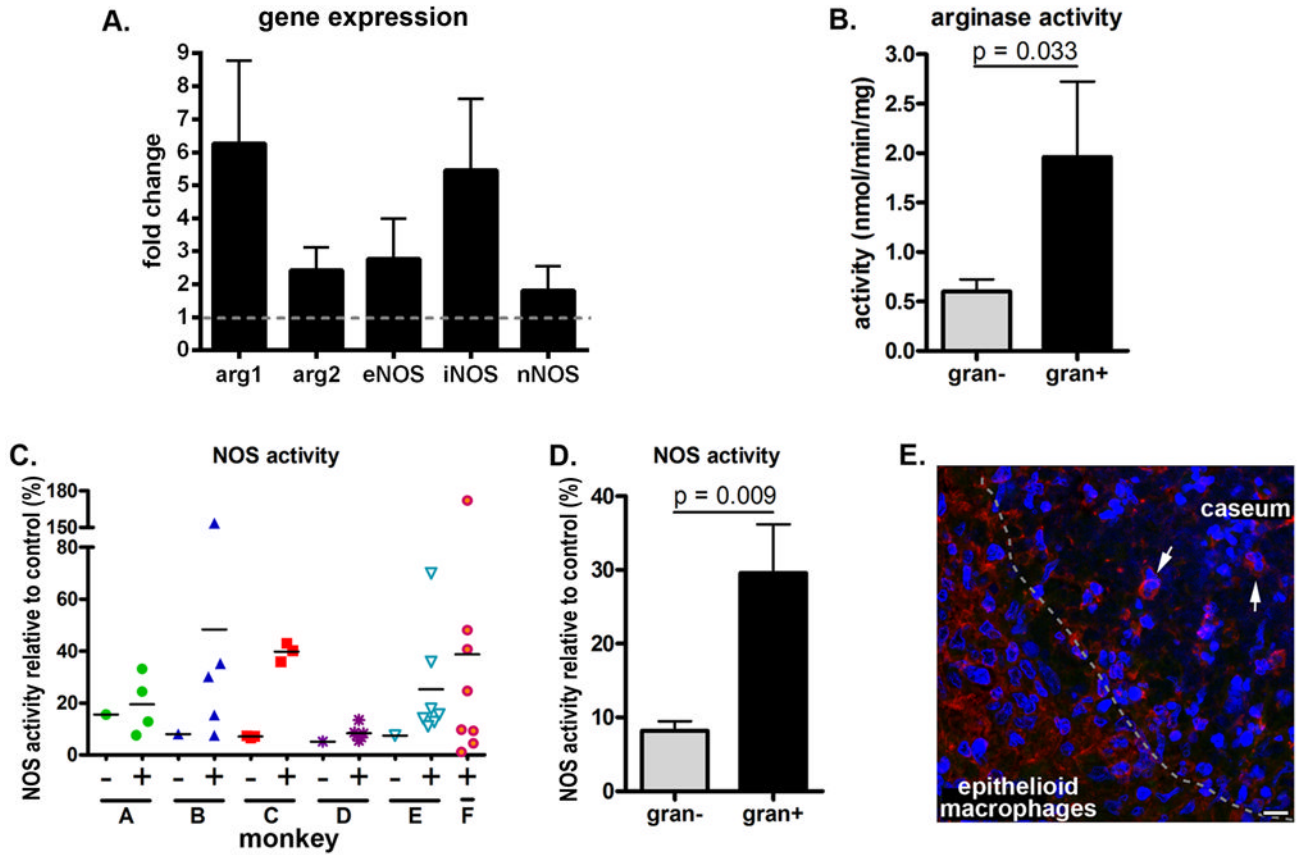 A.
gene expression
fold change
9
8
7
6
5
4
3
2
1
0
arg1 arg2 eNOS iNOS nNOS
B.
arginase activity
p = 0.033
activity (nmol/min/mg)
3.0
2.5
2.0
1.5
1.0
0.5
0.0
gran- gran+
C.
NOS activity
NOS activity relative to control (%)
180
150
80
60
40
20
0
- + - + - + - + - + +
A B C D E F
monkey
D.
NOS activity
p = 0.009
NOS activity relative to control (%)
40
30
20
10
0
gran- gran+
E.
caseum
epithelioid
macrophages